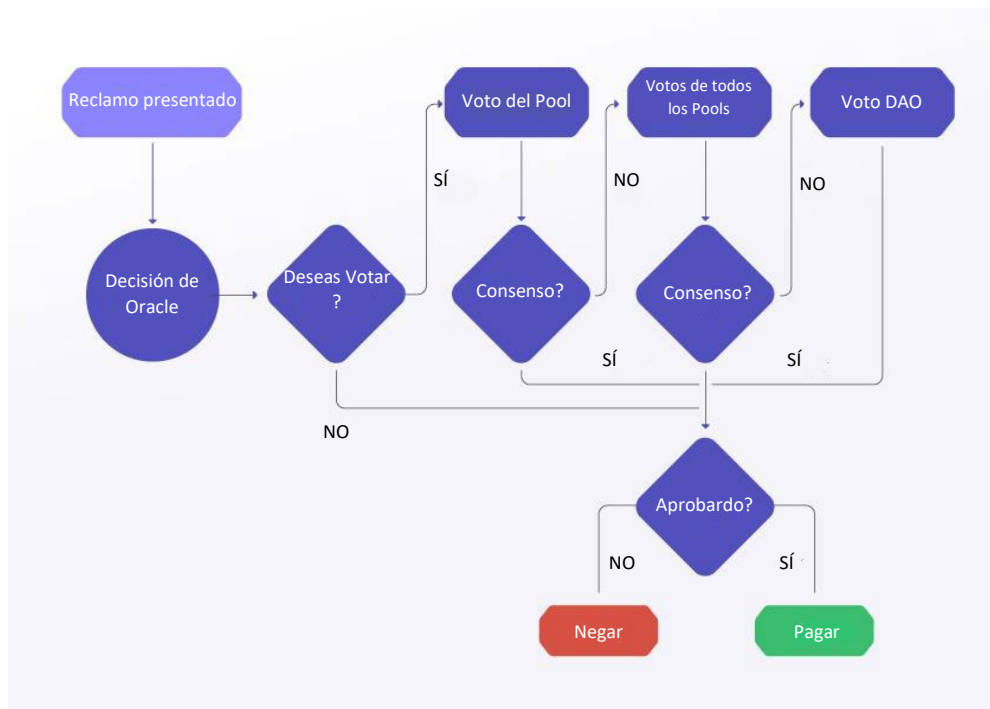 Reclamo presentado
Voto del Pool
Votos de todos
los Pools
Voto DAO
SÍ
NO
NO
Decisión de
Oracle
Deseas Votar
?
Consenso?
Consenso?
SÍ
SÍ
NO
Aprobardo?
NO
SÍ
Negar
Pagar